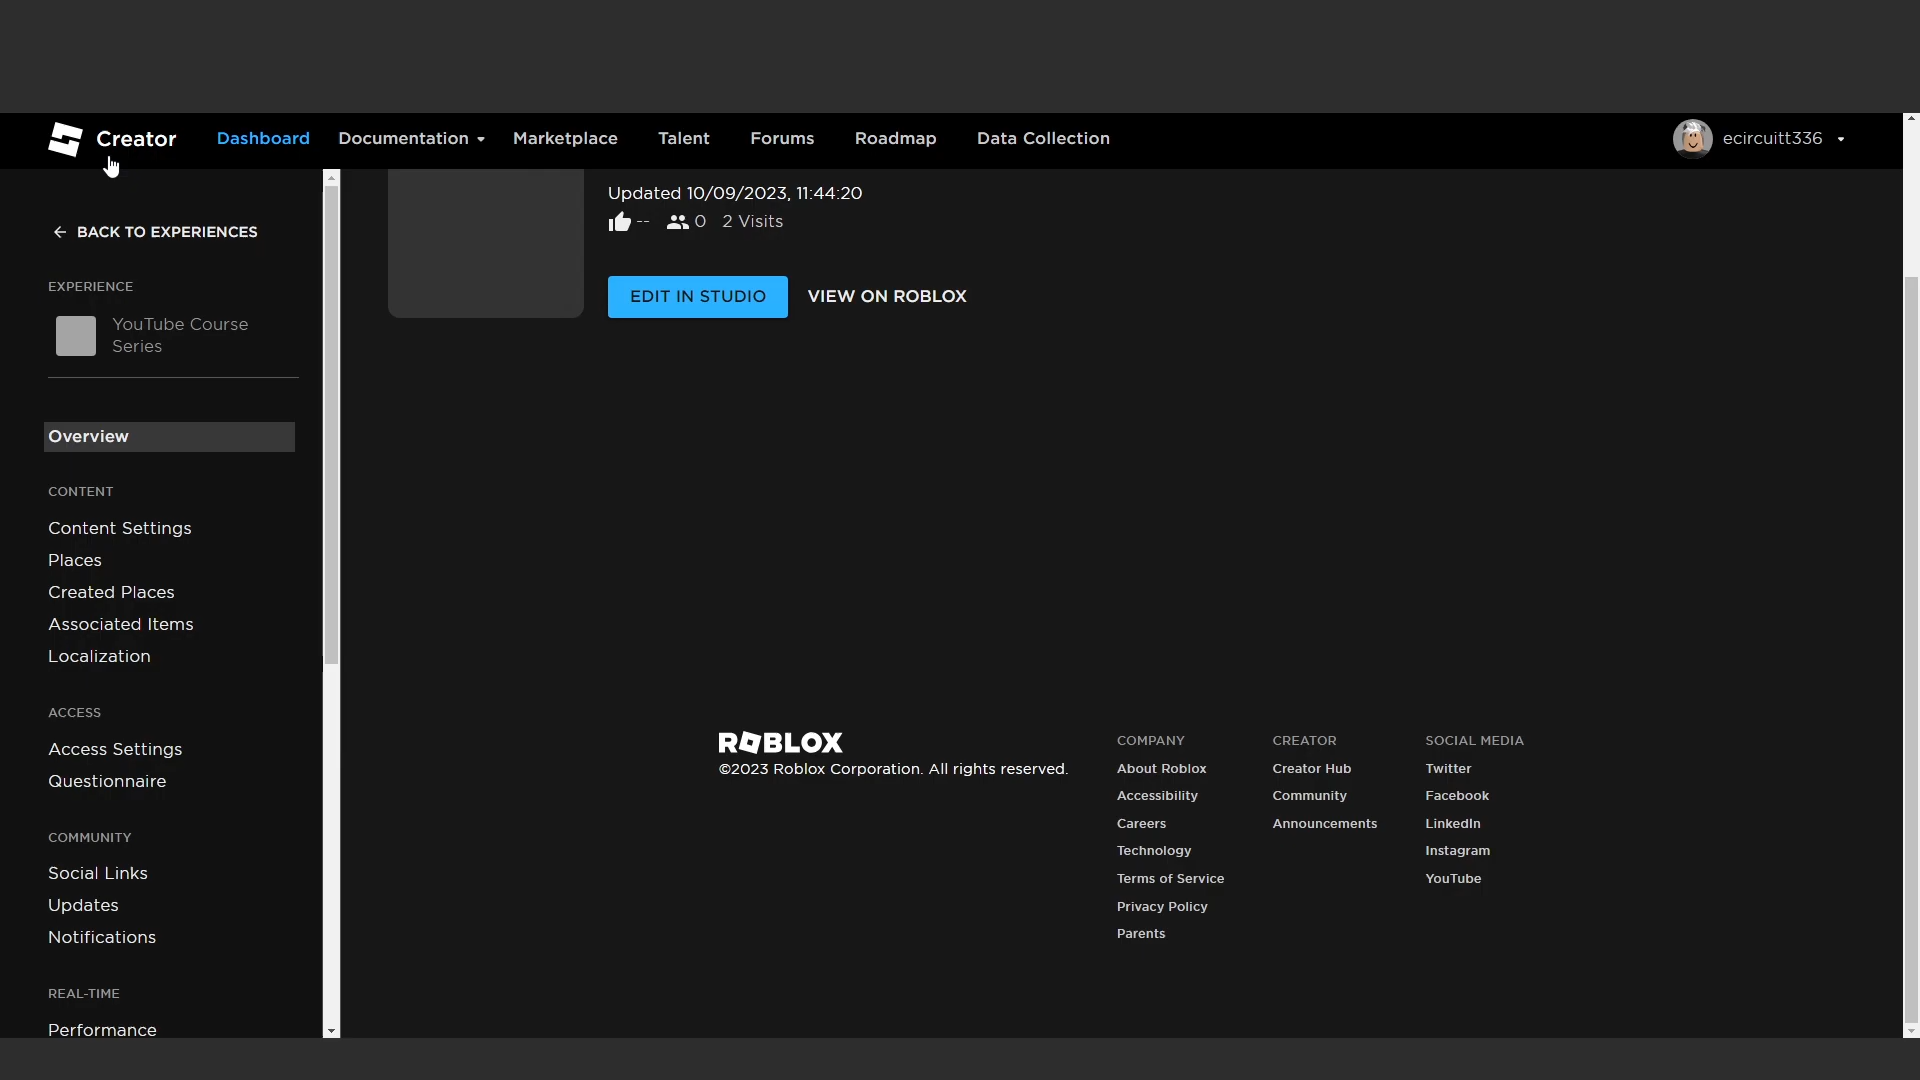 Creator
Dashboard
Documentation
Marketplace
Talent
Forums
Roadmap
Data Collection
ecircuitt336
BACK TO EXPERIENCES
EXPERIENCE
YouTube Course
Series
Overview
CONTENT
Content Settings
Places
Created Places
Associated Items
Localization
ACCESS
Access Settings
Questionnaire
COMMUNITY
Social Links
Updates
Notifications
REAL-TIME
Performance
Updated 10/09/2023, 11:44:20
-- 0 2 Visits
EDIT IN STUDIO
VIEW ON ROBLOX
ROBLOX
©2023 Roblox Corporation. All rights reserved.
COMPANY
About Roblox
Accessibility
Careers
Technology
Terms of Service
Privacy Policy
Parents
CREATOR
Creator Hub
Community
Announcements
SOCIAL MEDIA
Twitter
Facebook
LinkedIn
Instagram
YouTube